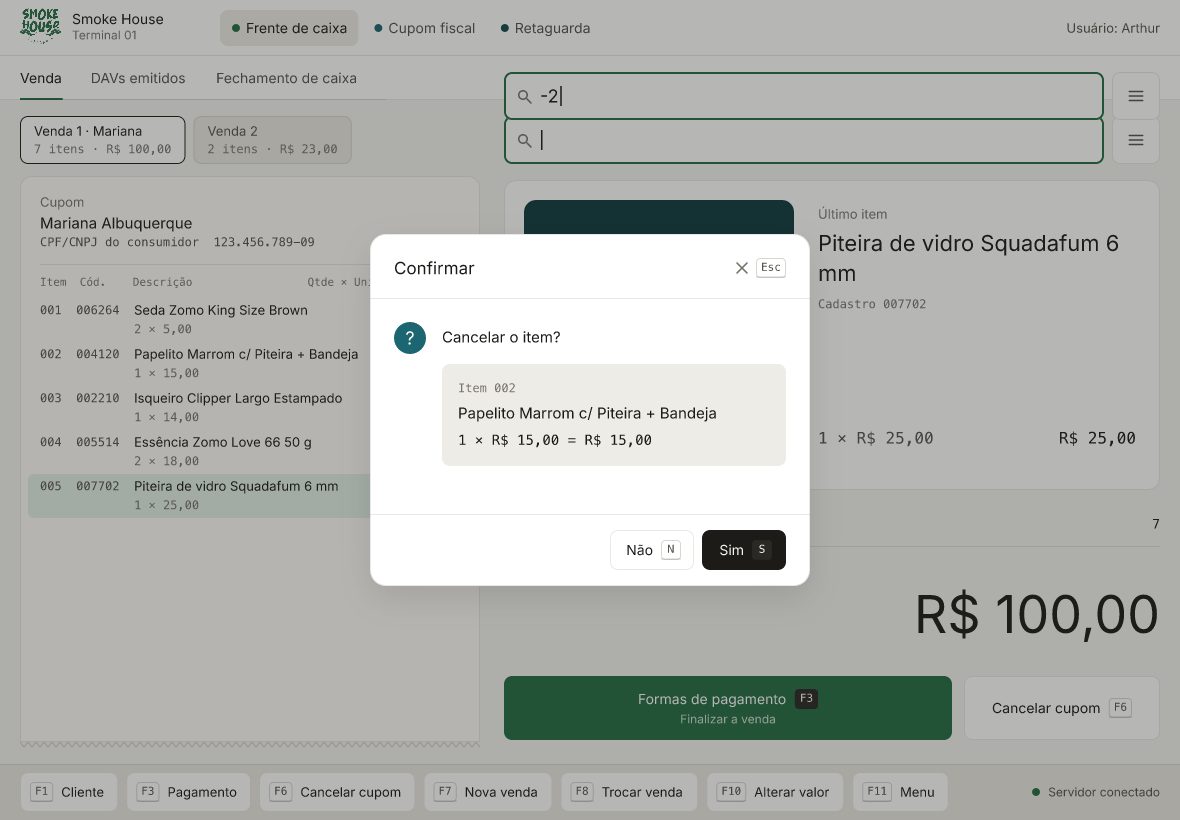 SMOKE
HOUSE
Smoke House
Terminal 01
Frente de caixa
Cupom fiscal
Retaguarda
Usuário: Arthur
Venda
DAVs emitidos
Fechamento de caixa
-2
Venda 1 · Mariana
7 itens · R$ 100,00
Venda 2
2 itens · R$ 23,00
Cupom
Mariana Albuquerque
CPF/CNPJ do consumidor 123.456.789-09
Item Cód. Descrição Qtde × Uni
001 006264 Seda Zomo King Size Brown
2 × 5,00
002 004120 Papelito Marrom c/ Piteira + Bandeja
1 × 15,00
003 002210 Isqueiro Clipper Largo Estampado
1 × 14,00
004 005514 Essência Zomo Love 66 50 g
2 × 18,00
005 007702 Piteira de vidro Squadafum 6 mm
1 × 25,00
Último item
Piteira de vidro Squadafum 6
mm
Cadastro 007702
1 × R$ 25,00 R$ 25,00
7
R$ 100,00
Confirmar
Esc
?
Cancelar o item?
Item 002
Papelito Marrom c/ Piteira + Bandeja
1 × R$ 15,00 = R$ 15,00
Não N
Sim S
Formas de pagamento F3
Finalizar a venda
Cancelar cupom F6
F1 Cliente
F3 Pagamento
F6 Cancelar cupom
F7 Nova venda
F8 Trocar venda
F10 Alterar valor
F11 Menu
Servidor conectado